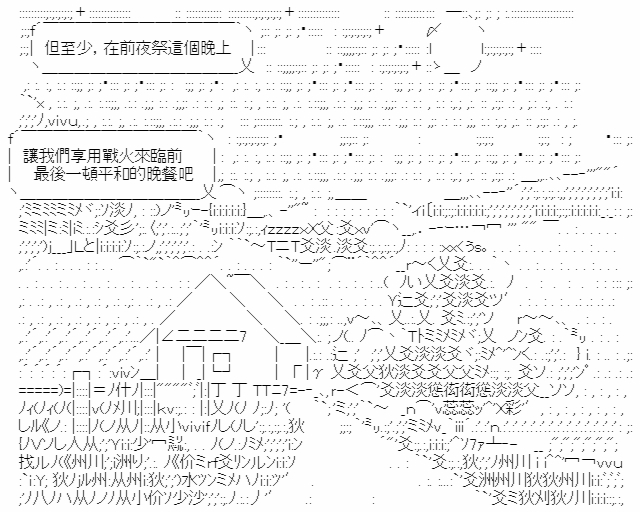 但至少，在前夜祭這個晚上
讓我們享用戰火來臨前
最後一頓平和的晚餐吧